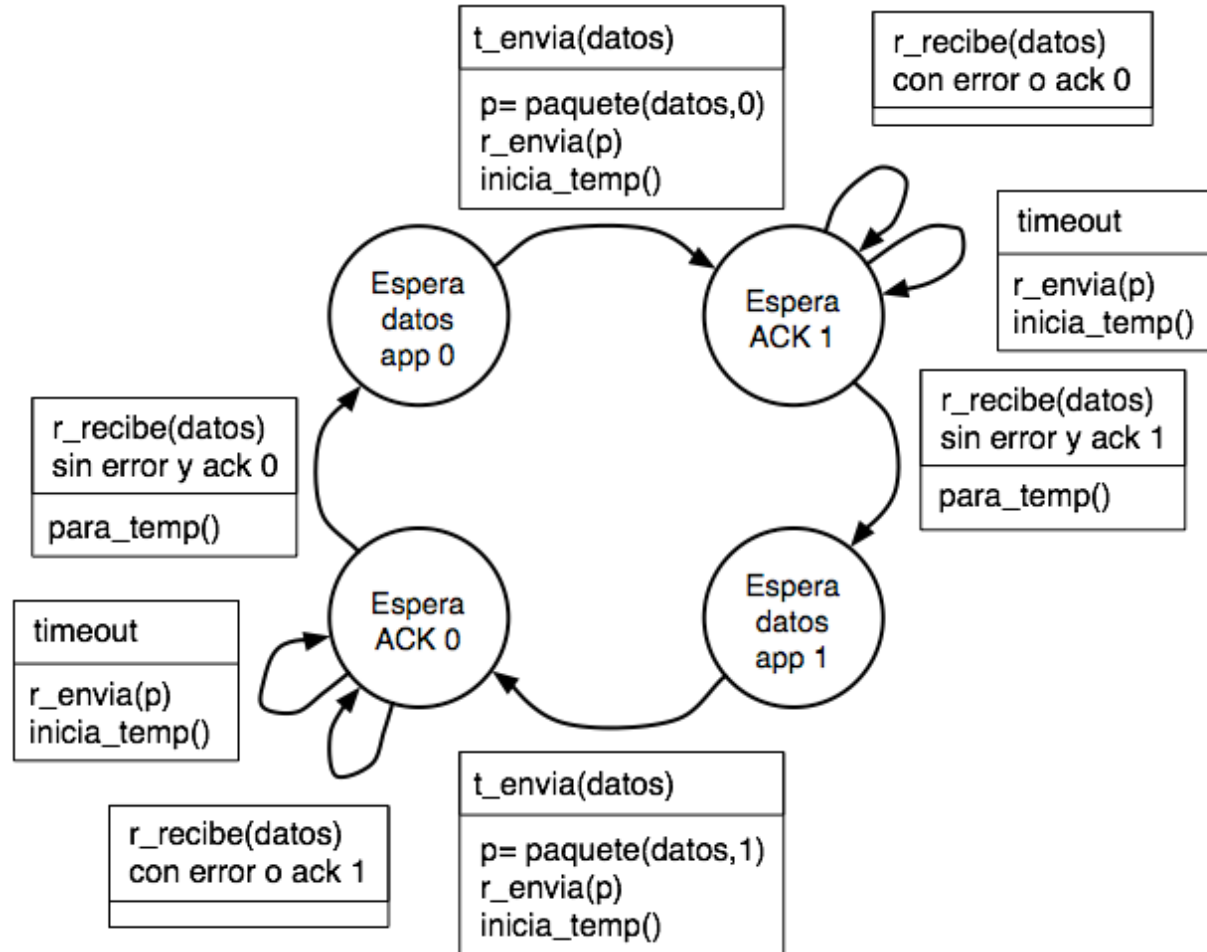 t_envia(datos)
p= paquete(datos,0)
r_envia(p)
inicia_temp()
r_recibe(datos)
con error o ack 0
timeout
r_envia(p)
inicia_temp()
Espera
datos
app 0
Espera
ACK 1
r_recibe(datos)
sin error y ack 0
para_temp()
r_recibe(datos)
sin error y ack 1
para_temp()
Espera
ACK 0
Espera
datos
app 1
timeout
r_envia(p)
inicia_temp()
r_recibe(datos)
con error o ack 1
t_envia(datos)
p= paquete(datos,1)
r_envia(p)
inicia_temp()